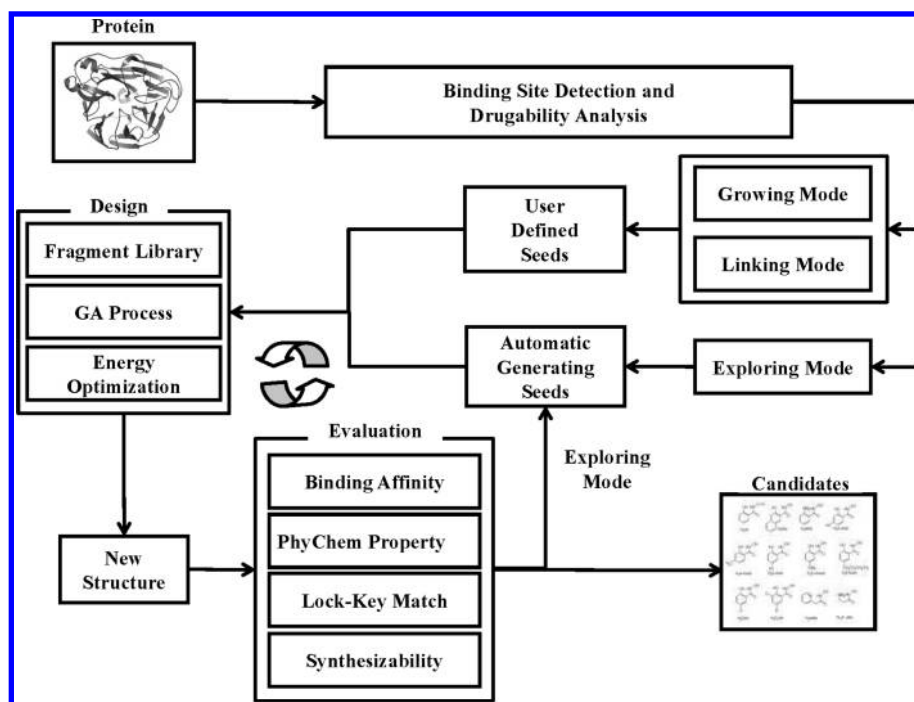 Protein
Binding Site Detection and
Drugability Analysis
Growing Mode
Linking Mode
User
Defined
Seeds
Design
Fragment Library
GA Process
Energy
Optimization
Automatic
Generating
Seeds
Exploring Mode
Evaluation
Binding Affinity
PhyChem Property
Lock-Key Match
Synthesizability
Exploring
Mode
New
Structure
Candidates